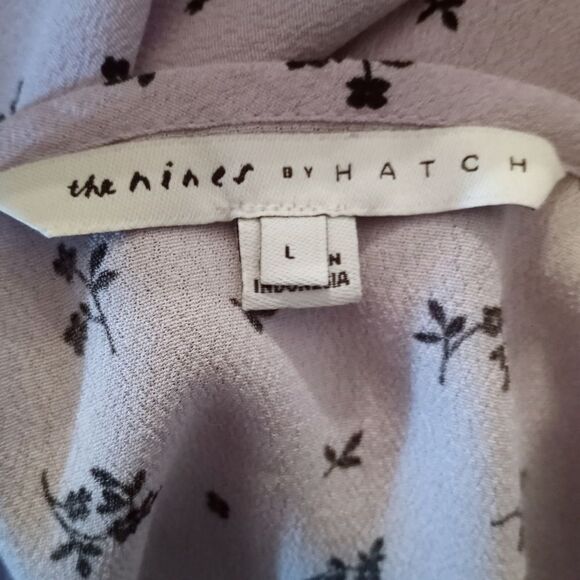 the nines BY HATCH
L
N
INDONESIA